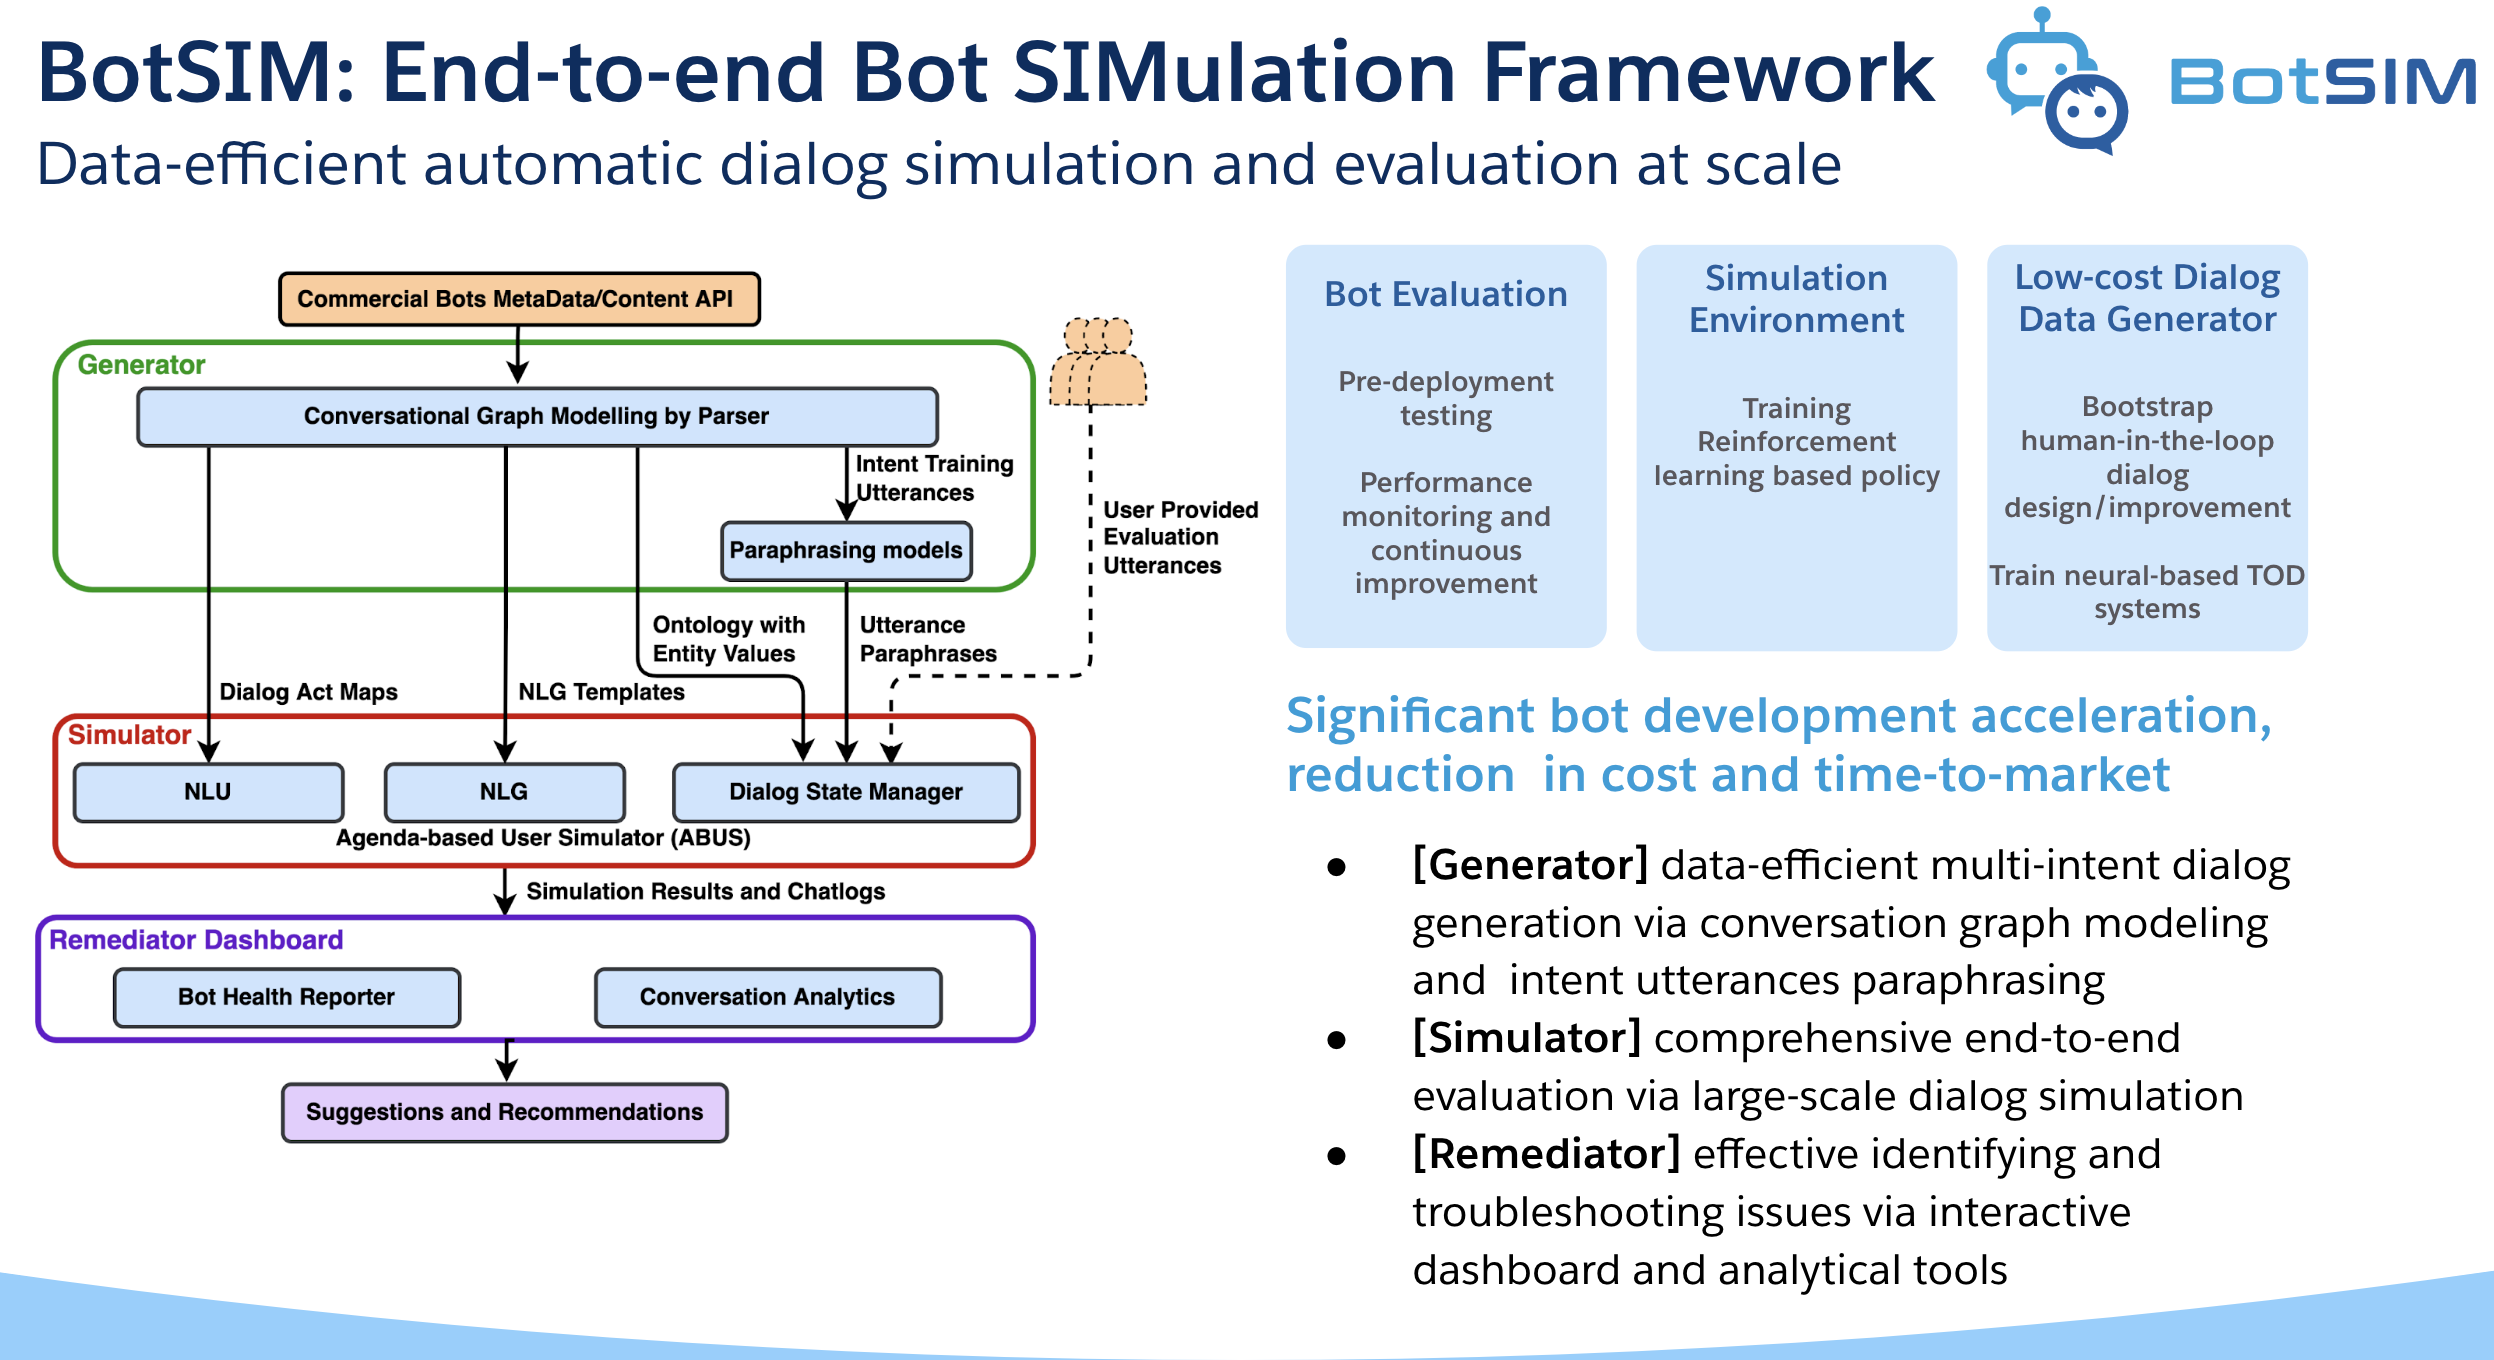 BotSIM: End-to-end Bot SIMulation Framework
BotSIM
Data-efficient automatic dialog simulation and evaluation at scale
Commercial Bots MetaData/Content API
Generator
Conversational Graph Modelling by Parser
Intent Training
Utterances
Paraphrasing models
User Provided
Evaluation
Utterances
Ontology with
Entity Values
Utterance
Paraphrases
Dialog Act Maps
NLG Templates
Simulator
NLU
NLG
Dialog State Manager
Agenda-based User Simulator (ABUS)
Simulation Results and Chatlogs
Remediator Dashboard
Bot Health Reporter
Conversation Analytics
Suggestions and Recommendations
Bot Evaluation
Pre-deployment
testing
Performance
monitoring and
continuous
improvement
Simulation
Environment
Training
Reinforcement
learning based policy
Low-cost Dialog
Data Generator
Bootstrap
human-in-the-loop
dialog
design/improvement
Train neural-based TOD
systems
Significant bot development acceleration,
reduction  in cost and time-to-market
● [Generator] data-efficient multi-intent dialog
generation via conversation graph modeling
and  intent utterances paraphrasing
● [Simulator] comprehensive end-to-end
evaluation via large-scale dialog simulation
● [Remediator] effective identifying and
troubleshooting issues via interactive
dashboard and analytical tools